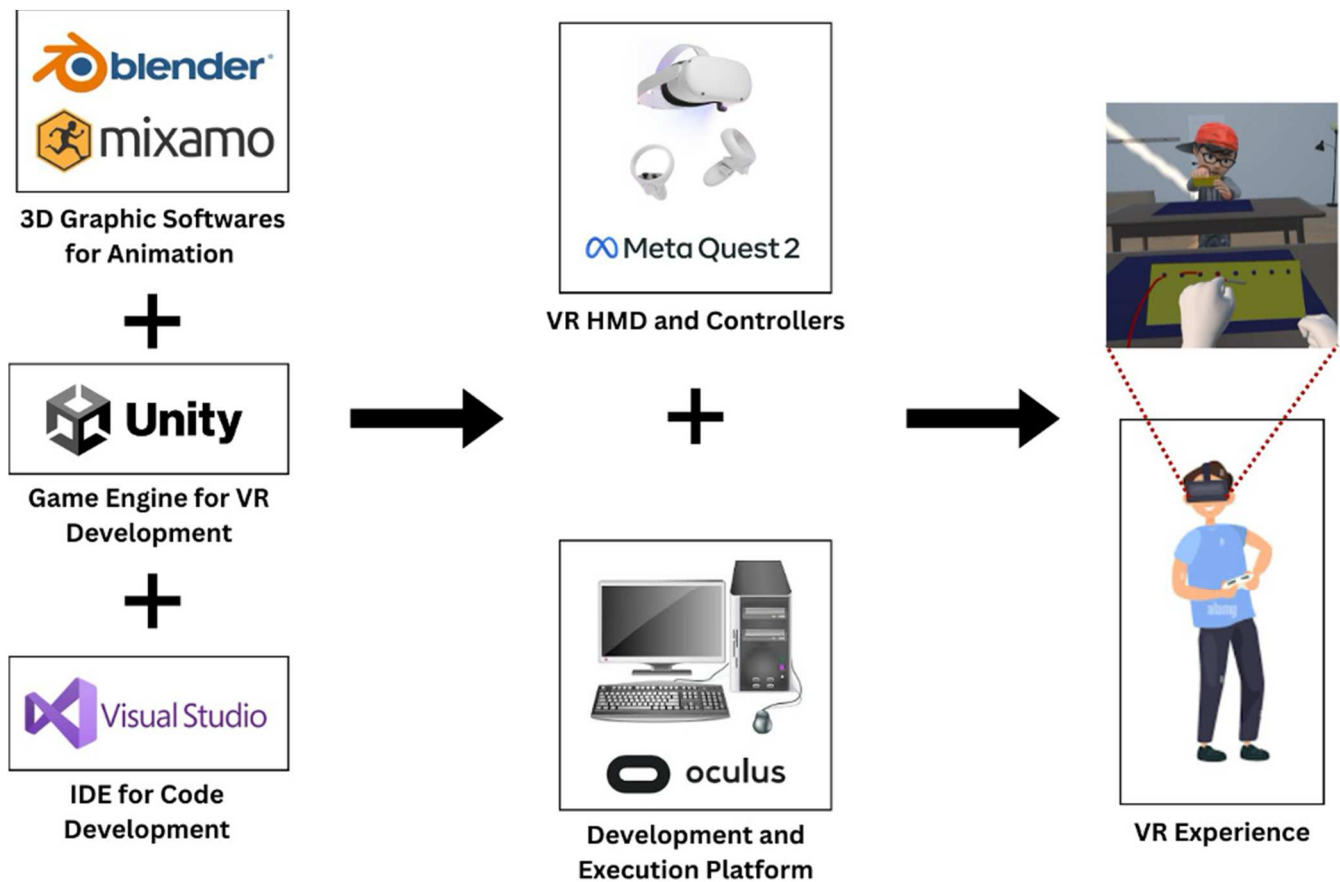 blender
mixamo
3D Graphic Softwares
for Animation
+
Unity
Game Engine for VR
Development
+
Visual Studio
IDE for Code
Development
Meta Quest 2
VR HMD and Controllers
+
oculus
Development and
Execution Platform
alamy
VR Experience